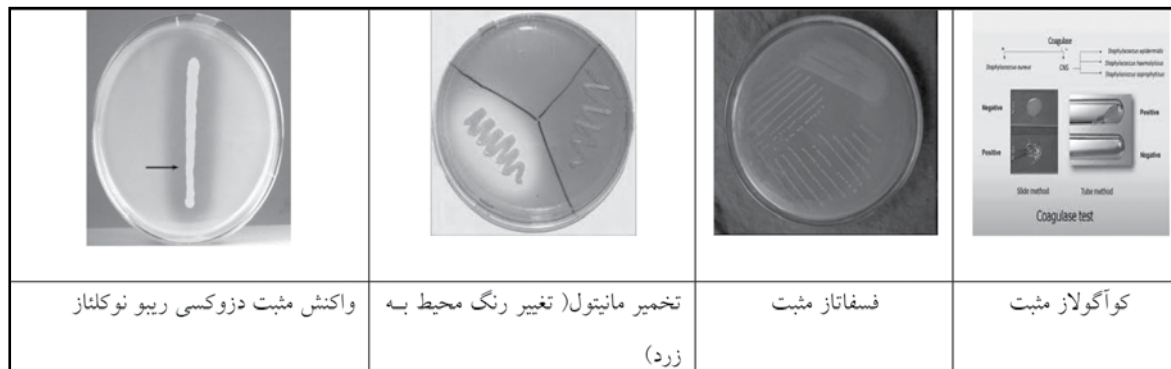 Coagulase
+
-
Staphylococcus aureus
CNS
Staphylococcus epidermidis
Staphylococcus haemolyticus
Staphylococcus saprophyticus
Negative
Positive
Positive
Negative
Slide method
Tube method
Coagulase test
کوآگولاز مثبت
فسفاتاز مثبت
تخمیر مانیتول( تغییر رنگ محیط بـه
زرد)
واکنش مثبت دزوکسی ریبو نوکلئاز